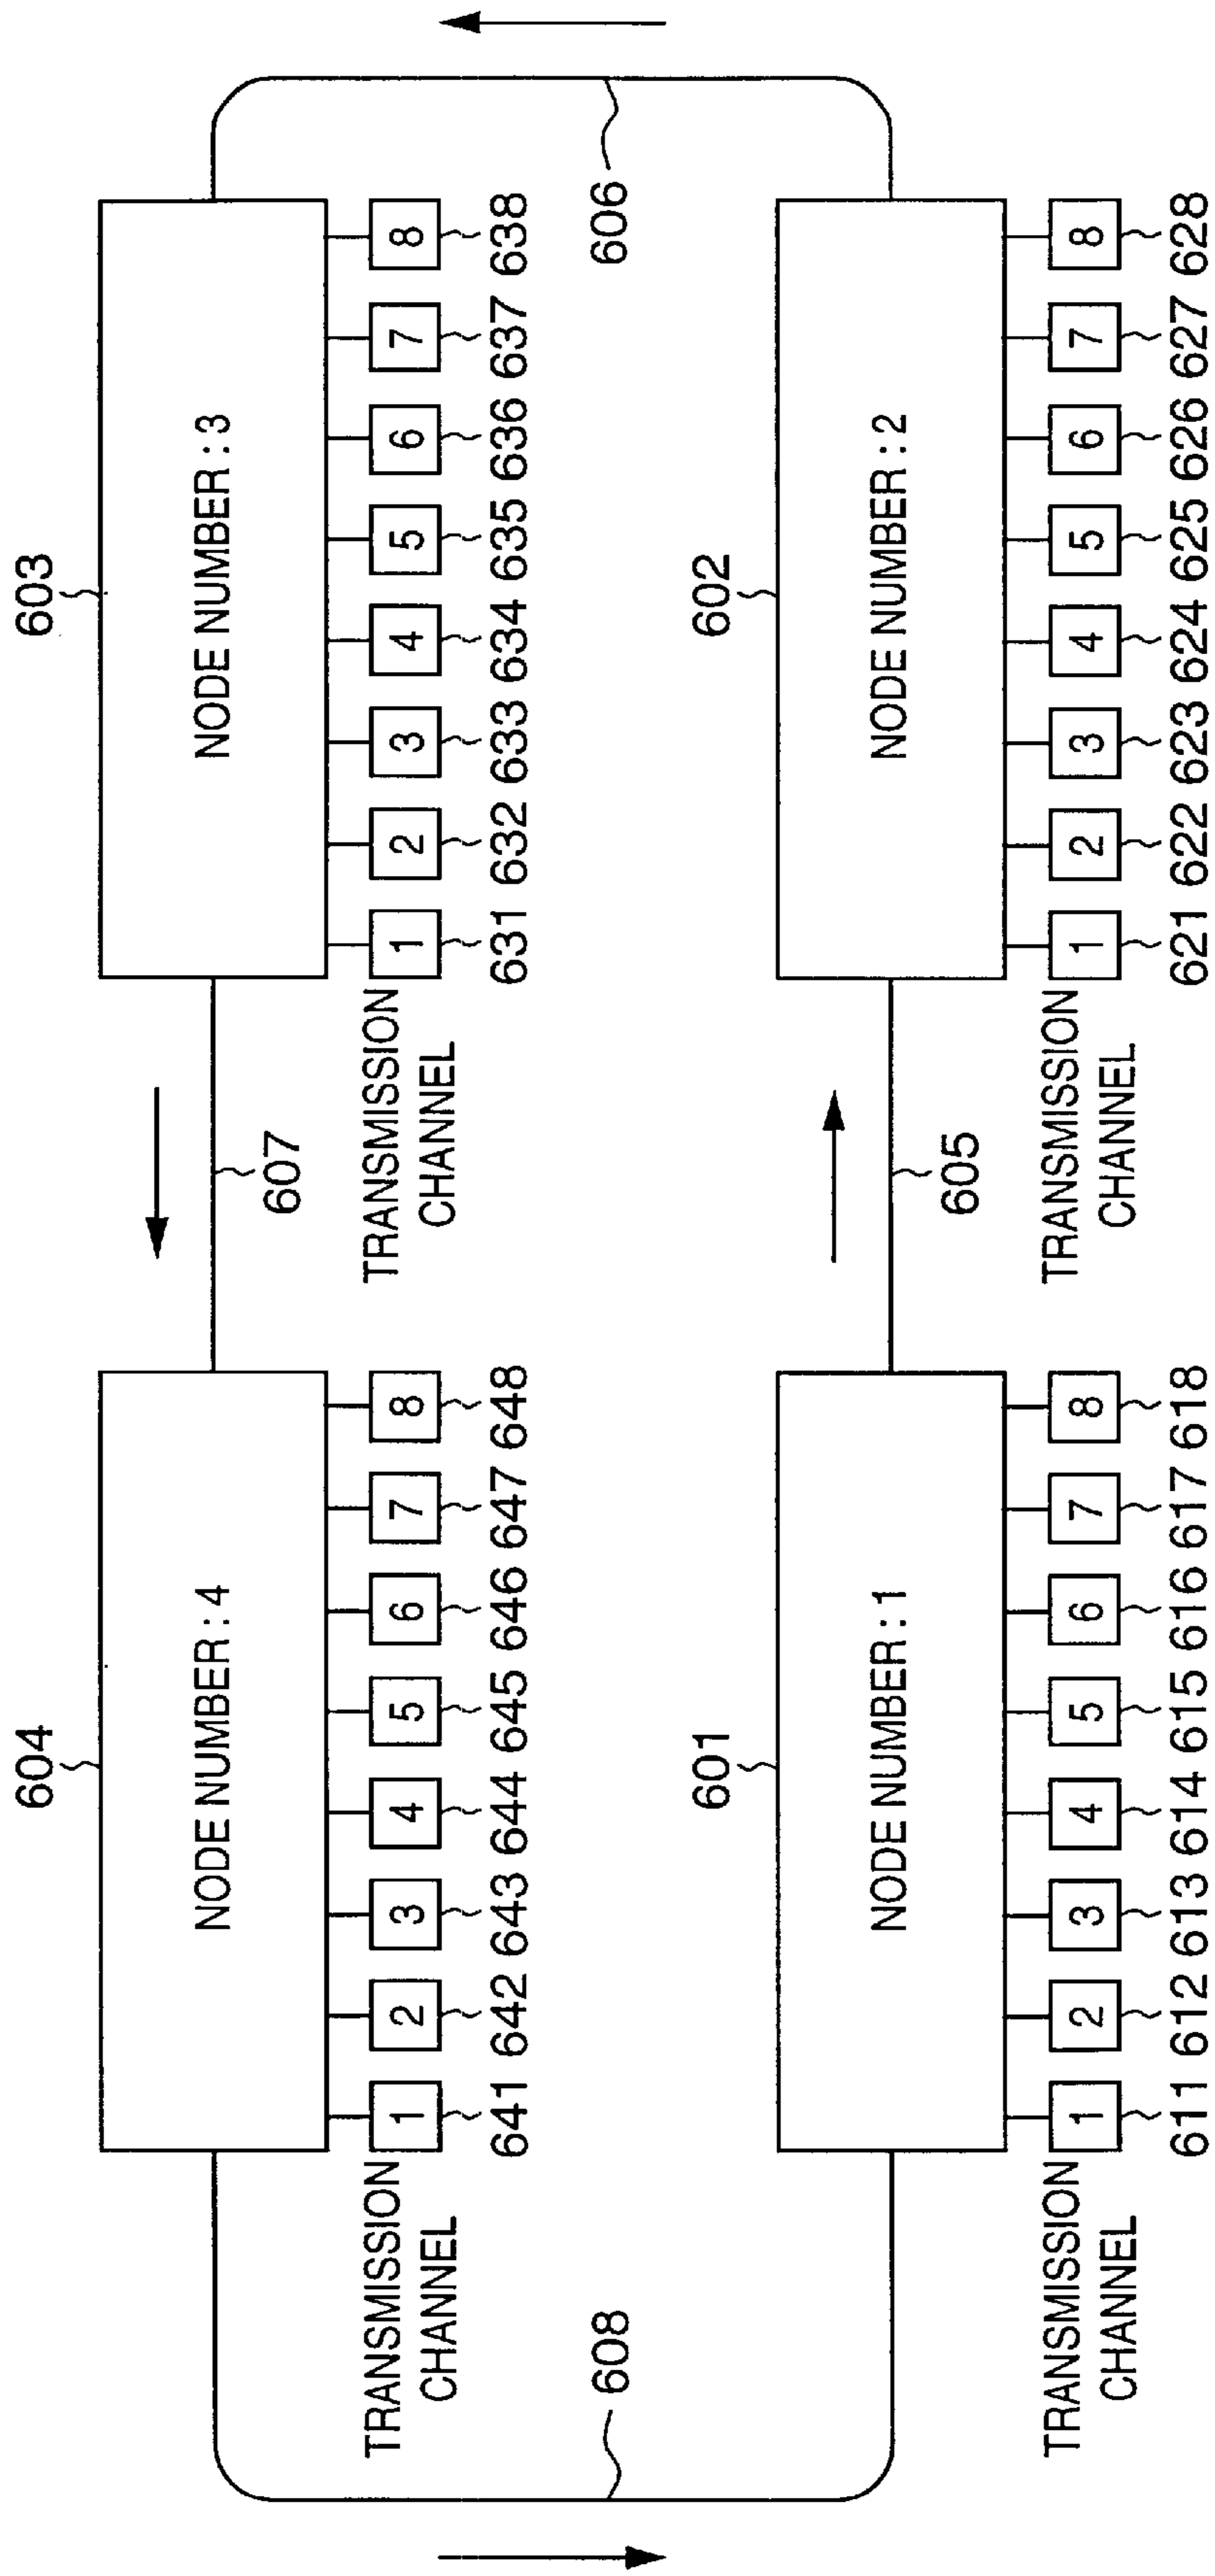 604
603
NODE NUMBER : 4
NODE NUMBER : 3
607
TRANSMISSION
CHANNEL
1 2 3 4 5 6 7 8
641 642 643 644 645 646 647 648
TRANSMISSION
CHANNEL
1 2 3 4 5 6 7 8
631 632 633 634 635 636 637 638
608
606
601
602
NODE NUMBER : 1
NODE NUMBER : 2
605
TRANSMISSION
CHANNEL
1 2 3 4 5 6 7 8
611 612 613 614 615 616 617 618
TRANSMISSION
CHANNEL
1 2 3 4 5 6 7 8
621 622 623 624 625 626 627 628